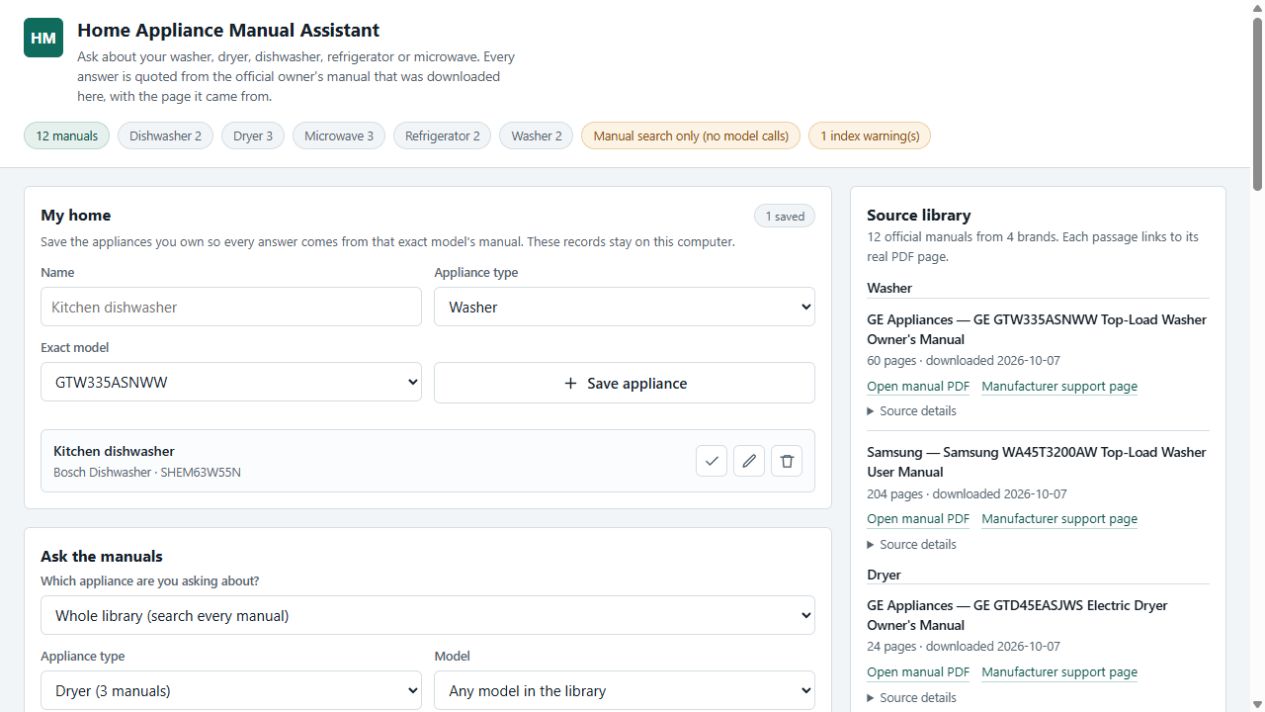 HM
Home Appliance Manual Assistant
Ask about your washer, dryer, dishwasher, refrigerator or microwave. Every
answer is quoted from the official owner's manual that was downloaded
here, with the page it came from.
12 manuals
Dishwasher 2
Dryer 3
Microwave 3
Refrigerator 2
Washer 2
Manual search only (no model calls)
1 index warning(s)
My home
1 saved
Save the appliances you own so every answer comes from that exact model's manual. These records stay on this computer.
Name
Appliance type
Kitchen dishwasher
Washer
Exact model
GTW335ASNWW
+ Save appliance
Kitchen dishwasher
Bosch Dishwasher · SHEM63W55N
Ask the manuals
Which appliance are you asking about?
Whole library (search every manual)
Appliance type
Model
Dryer (3 manuals)
Any model in the library
Source library
12 official manuals from 4 brands. Each passage links to its
real PDF page.
Washer
GE Appliances — GE GTW335ASNWW Top-Load Washer
Owner's Manual
60 pages · downloaded 2026-10-07
Open manual PDF
Manufacturer support page
Source details
Samsung — Samsung WA45T3200AW Top-Load Washer
User Manual
204 pages · downloaded 2026-10-07
Open manual PDF
Manufacturer support page
Source details
Dryer
GE Appliances — GE GTD45EASJWS Electric Dryer
Owner's Manual
24 pages · downloaded 2026-10-07
Open manual PDF
Manufacturer support page
Source details